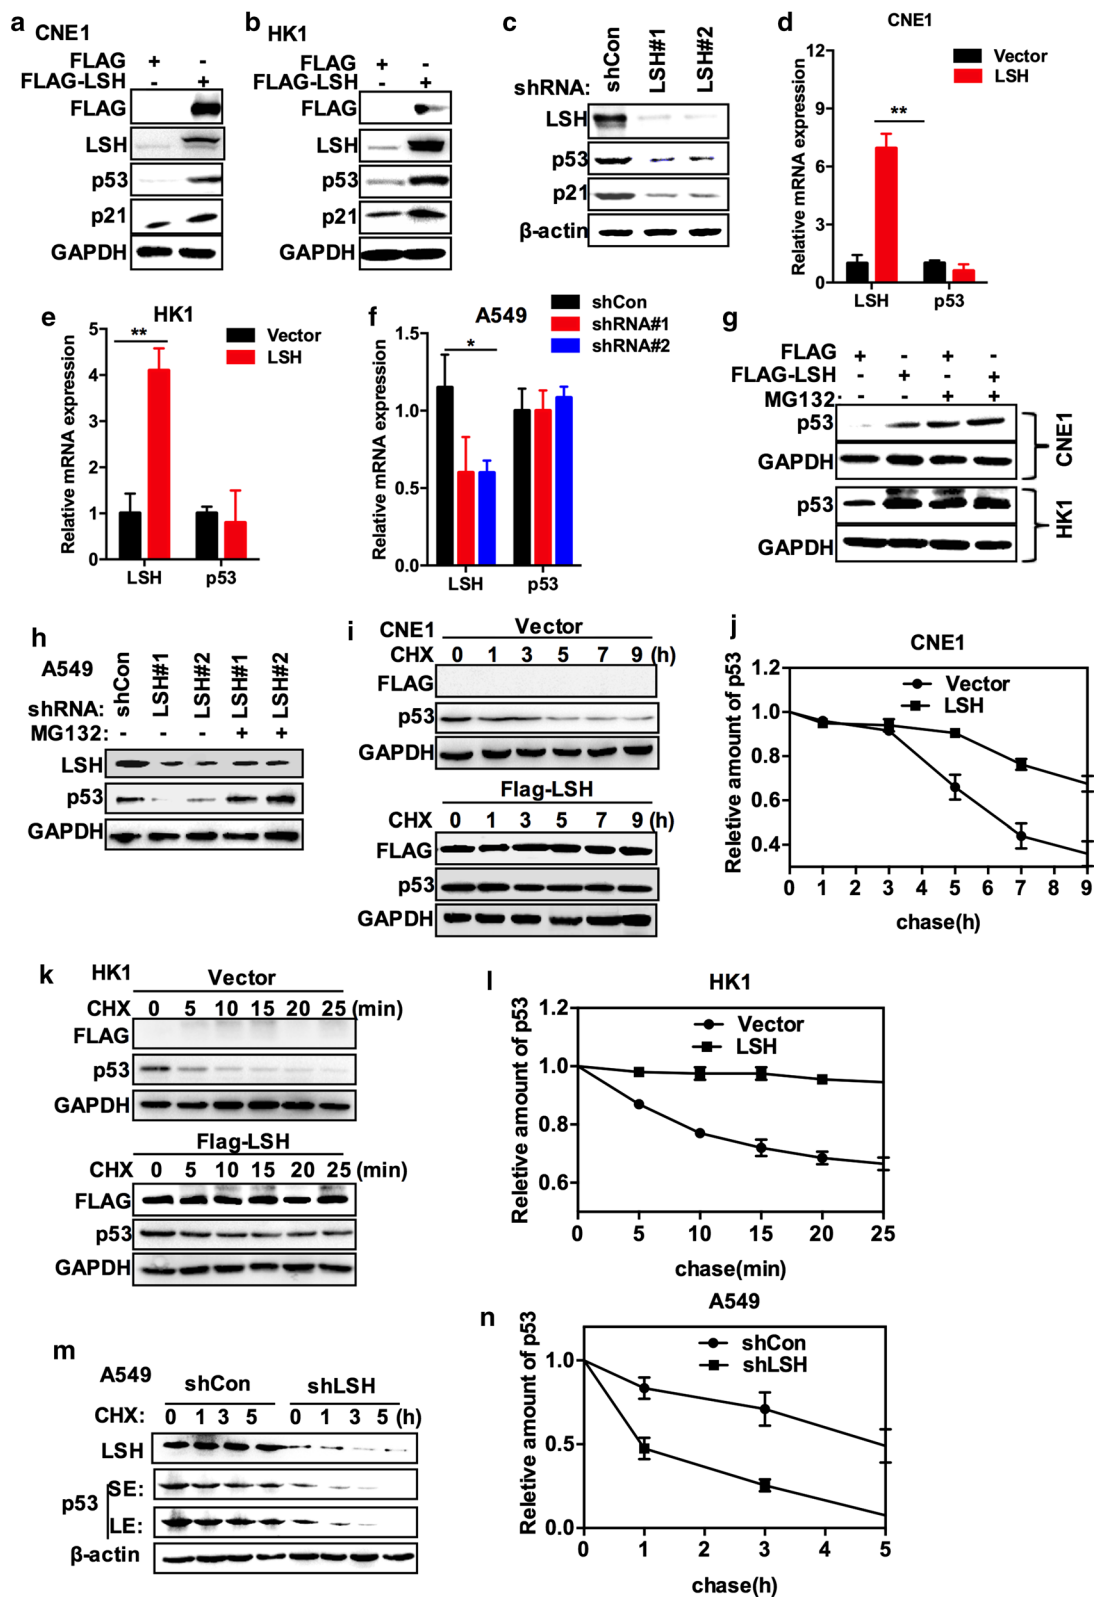 a CNE1
FLAG + -
FLAG-LSH - +
FLAG
LSH
p53
p21
GAPDH
b HK1
FLAG + -
FLAG-LSH - +
FLAG
LSH
p53
p21
GAPDH
c
shRNA: shCon LSH#1 LSH#2
LSH
p53
p21
β-actin
d CNE1
Relative mRNA expression
12
9
6
3
0
Vector
LSH
**
LSH p53
e HK1
Relative mRNA expression
5
4
3
2
1
0
Vector
LSH
**
LSH p53
f A549
Relative mRNA expression
1.5
1.0
0.5
0.0
shCon
shRNA#1
shRNA#2
*
LSH p53
g
FLAG + - + -
FLAG-LSH - + - +
MG132 - - + +
p53
GAPDH
CNE1
p53
GAPDH
HK1
h
A549
shRNA: shCon LSH#1 LSH#2 LSH#1 LSH#2
MG132: - - - + +
LSH
p53
GAPDH
i CNE1 Vector
CHX 0 1 3 5 7 9 (h)
FLAG
p53
GAPDH
Flag-LSH
CHX 0 1 3 5 7 9 (h)
FLAG
p53
GAPDH
j CNE1
Reletive amount of p53
1.2
1.0
0.8
0.6
0.4
Vector
LSH
0 1 2 3 4 5 6 7 8 9
chase(h)
k HK1 Vector
CHX 0 5 10 15 20 25 (min)
FLAG
p53
GAPDH
Flag-LSH
CHX 0 5 10 15 20 25 (min)
FLAG
p53
GAPDH
l HK1
Reletive amount of p53
1.2
1.0
0.8
0.6
Vector
LSH
0 5 10 15 20 25
chase(min)
m
A549 shCon shLSH
CHX: 0 1 3 5 0 1 3 5 (h)
LSH
p53 SE:
LE:
β-actin
n A549
Reletive amount of p53
1.0
0.5
0.0
shCon
shLSH
0 1 2 3 4 5
chase(h)